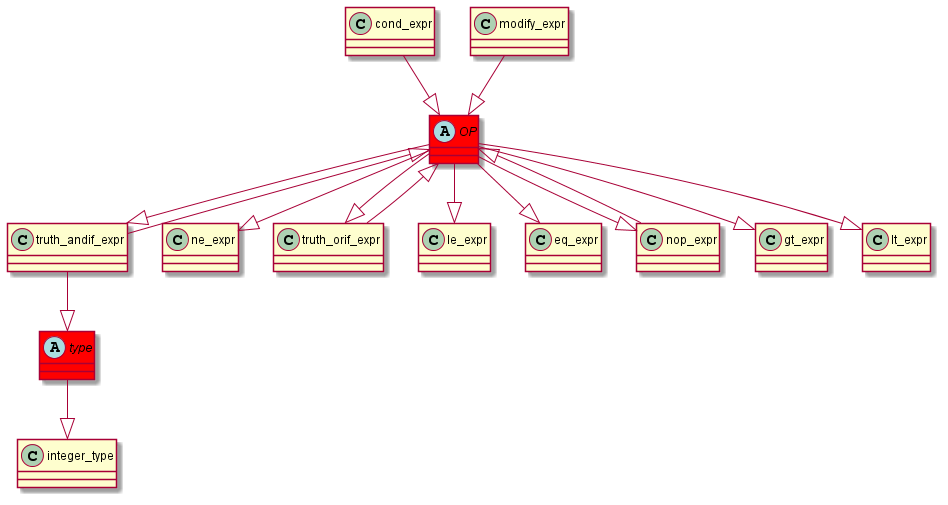 C cond_expr
C modify_expr
A OP
C truth_andif_expr
C ne_expr
C truth_orif_expr
C le_expr
C eq_expr
C nop_expr
C gt_expr
C lt_expr
A type
C integer_type